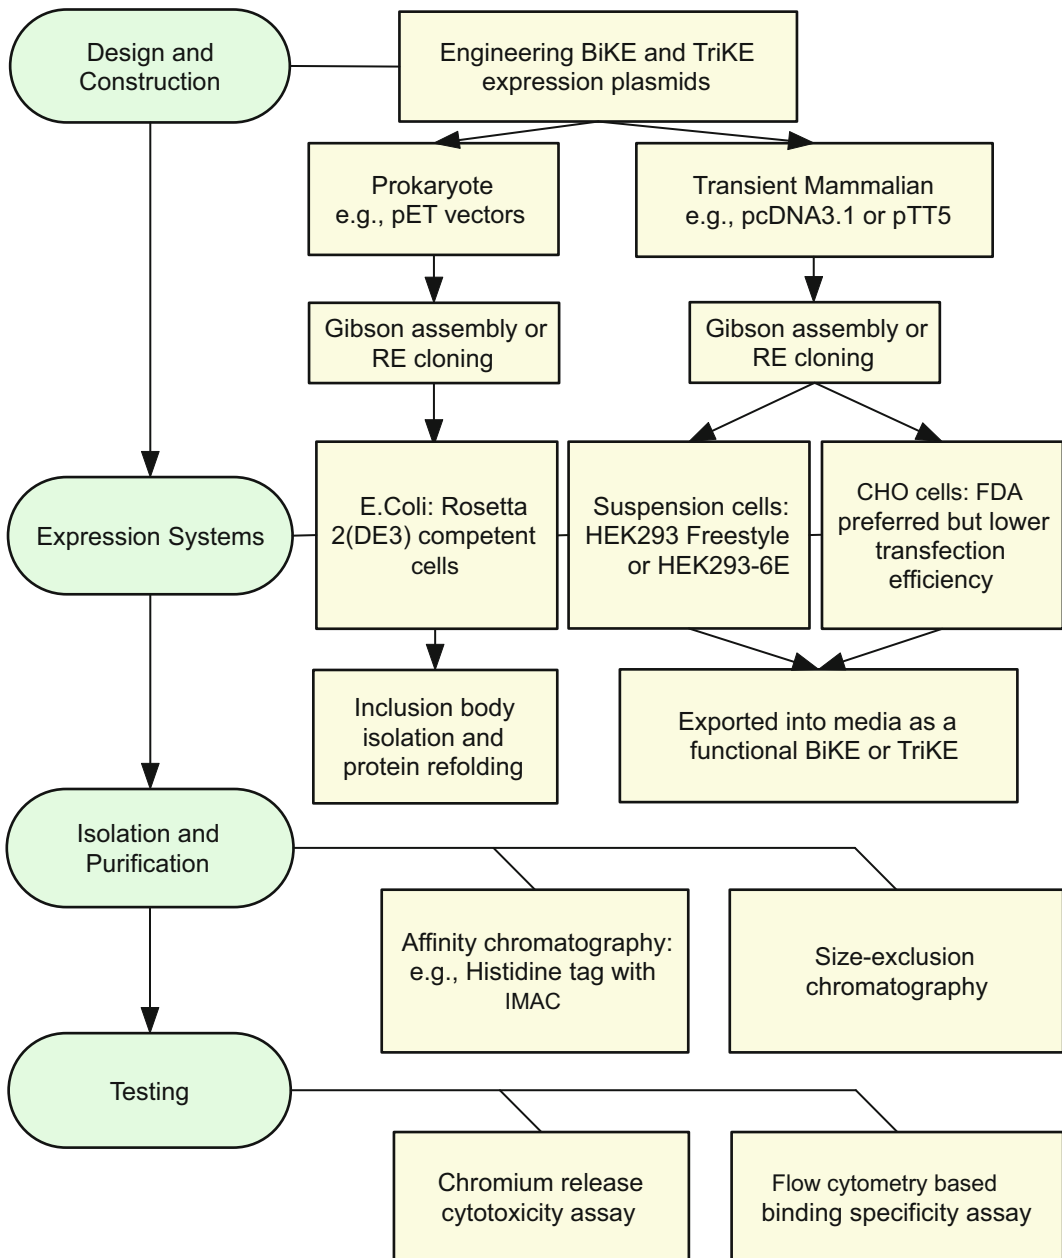 Design and
Construction
Engineering BiKE and TriKE
expression plasmids
Prokaryote
e.g., pET vectors
Transient Mammalian
e.g., pcDNA3.1 or pTT5
Gibson assembly or
RE cloning
Gibson assembly or
RE cloning
Expression Systems
E.Coli: Rosetta
2(DE3) competent
cells
Suspension cells:
HEK293 Freestyle
or HEK293-6E
CHO cells: FDA
preferred but lower
transfection
efficiency
Inclusion body
isolation and
protein refolding
Exported into media as a
functional BiKE or TriKE
Isolation and
Purification
Affinity chromatography:
e.g., Histidine tag with
IMAC
Size-exclusion
chromatography
Testing
Chromium release
cytotoxicity assay
Flow cytometry based
binding specificity assay